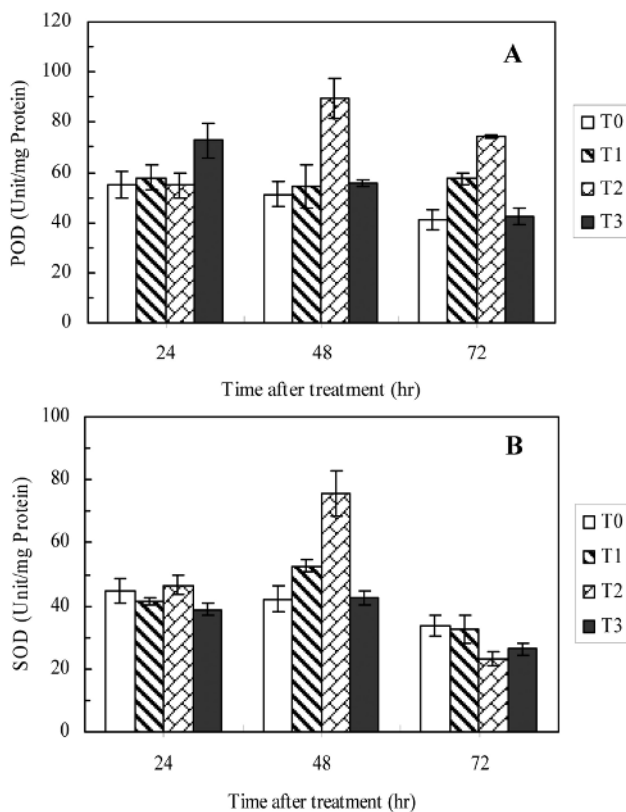 120
100
80
60
40
20
0
POD (Unit/mg Protein)
A
24 48 72
Time after treatment (hr)
T0
T1
T2
T3
100
80
60
40
20
0
SOD (Unit/mg Protein)
B
24 48 72
Time after treatment (hr)
T0
T1
T2
T3